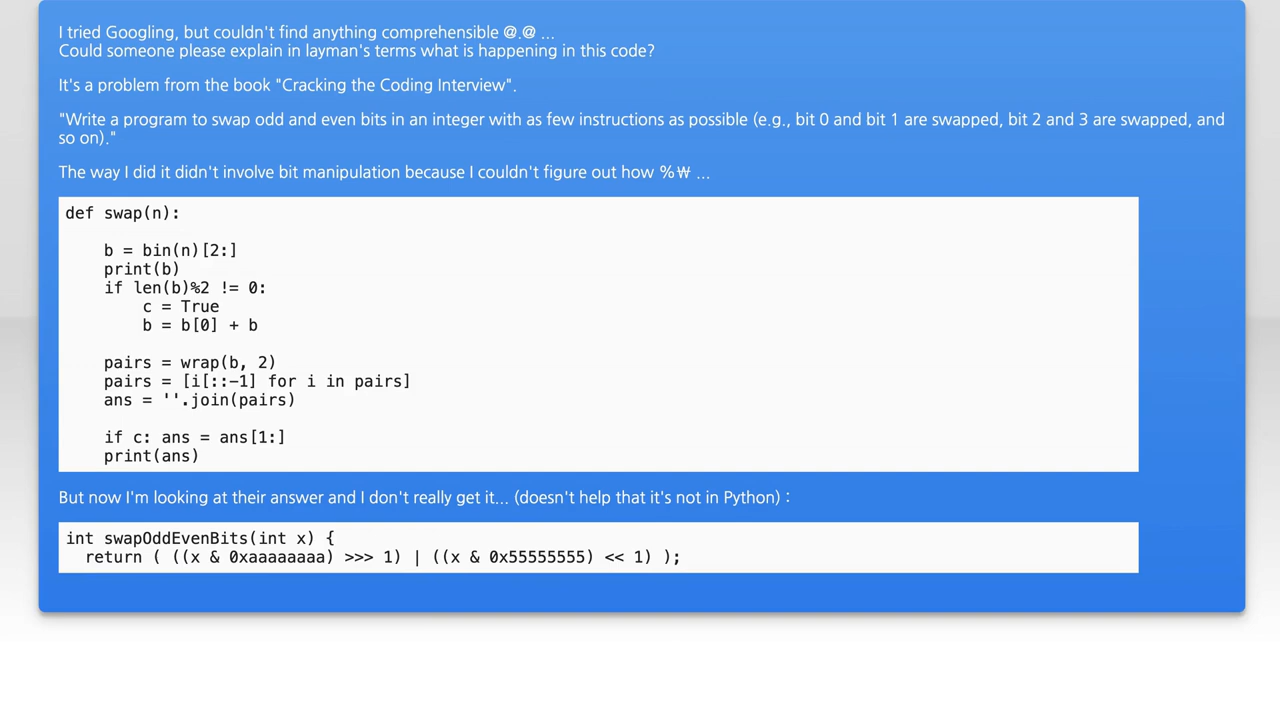 I tried Googling, but couldn't find anything comprehensible @.@ ...
Could someone please explain in layman's terms what is happening in this code?
It's a problem from the book "Cracking the Coding Interview".
"Write a program to swap odd and even bits in an integer with as few instructions as possible (e.g., bit 0 and bit 1 are swapped, bit 2 and 3 are swapped, and
so on)."
The way I did it didn't involve bit manipulation because I couldn't figure out how %₩ ...
def swap(n):
    b = bin(n)[2:]
    print(b)
    if len(b)%2 != 0:
        c = True
        b = b[0] + b
    pairs = wrap(b, 2)
    pairs = [i[::-1] for i in pairs]
    ans = ''.join(pairs)
    if c: ans = ans[1:]
    print(ans)
But now I'm looking at their answer and I don't really get it... (doesn't help that it's not in Python) :
int swapOddEvenBits(int x) {
  return ( ((x & 0xaaaaaaaa) >>> 1) | ((x & 0x55555555) << 1) );